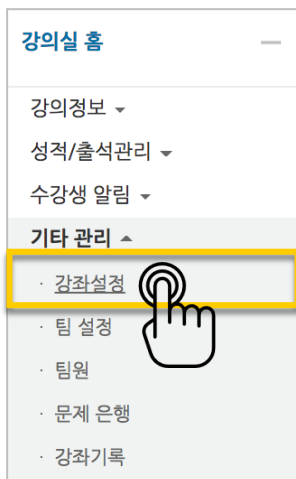 강의실 홈
강의정보
성적/출석관리
수강생 알림
기타 관리
· 강좌설정
· 팀 설정
· 팀원
· 문제 은행
· 강좌기록